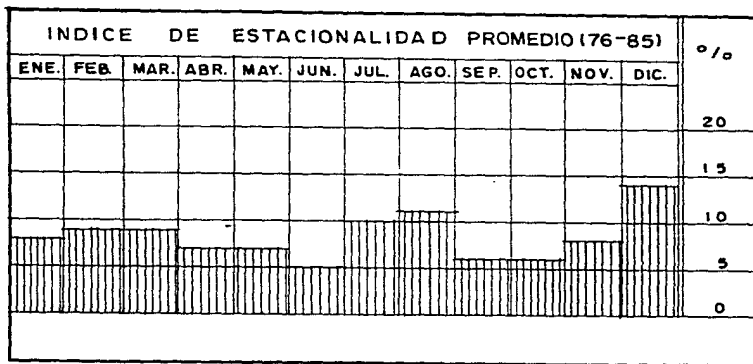 INDICE DE ESTACIONALIDAD PROMEDIO (76-85) %
ENE. FEB. MAR. ABR. MAY. JUN. JUL. AGO. SEP. OCT. NOV. DIC.
20
15
10
5
0